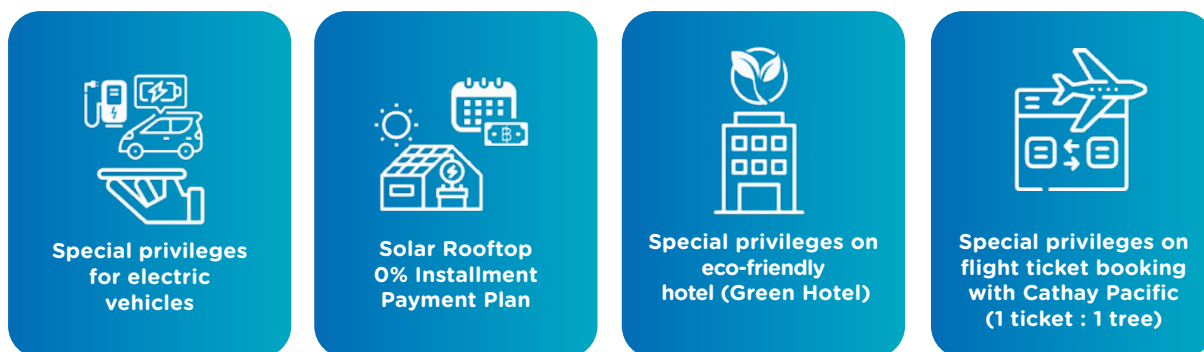 Special privileges
for electric
vehicles
฿
Solar Rooftop
0% Installment
Payment Plan
Special privileges on
eco-friendly
hotel (Green Hotel)
Special privileges on
flight ticket booking
with Cathay Pacific
(1 ticket : 1 tree)